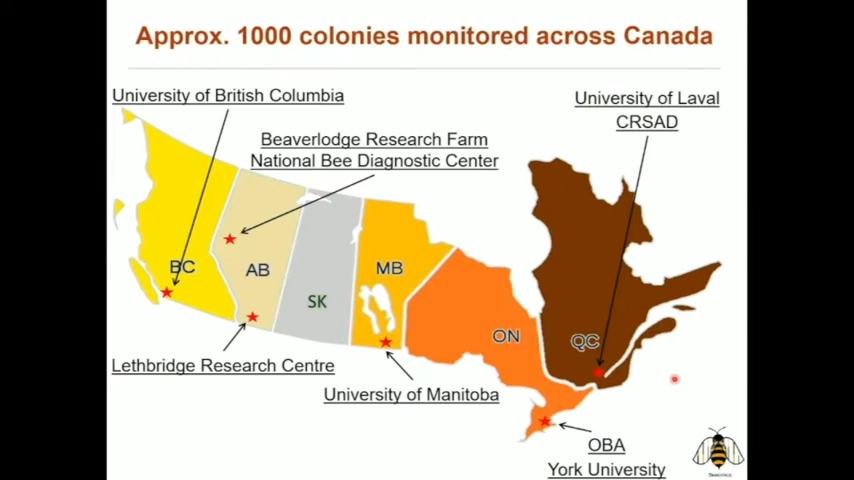 Approx. 1000 colonies monitored across Canada
University of British Columbia
University of Laval
CRSAD
Beaverlodge Research Farm
National Bee Diagnostic Center
BC
AB
SK
MB
ON
QC
Lethbridge Research Centre
University of Manitoba
OBA
York University